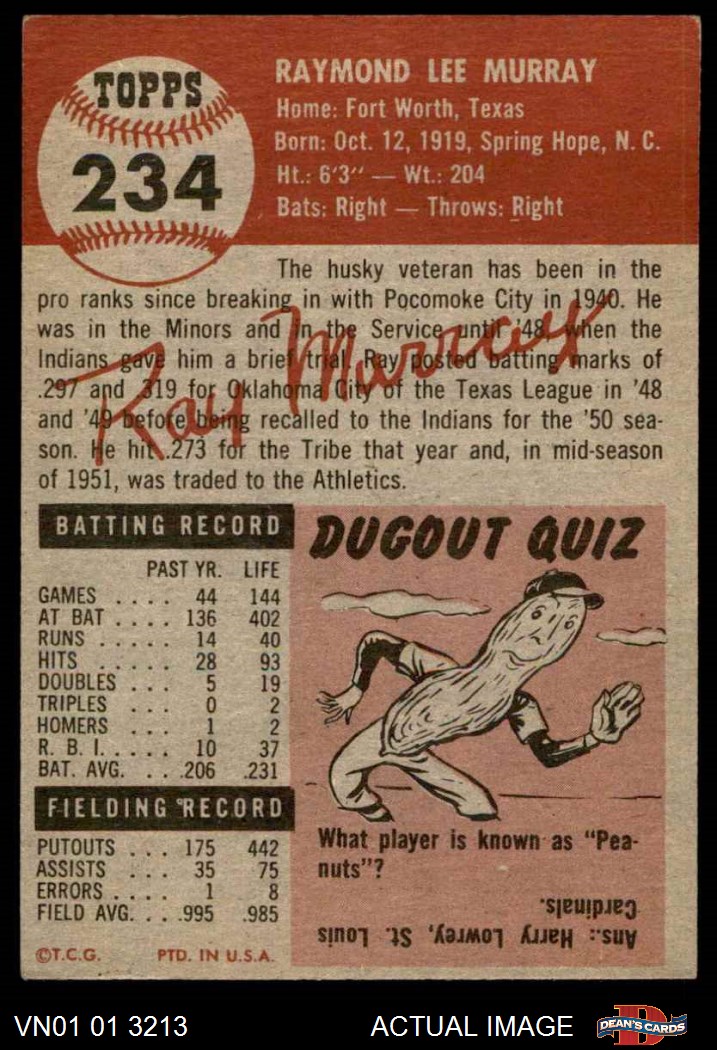 TOPPS
234
RAYMOND LEE MURRAY
Home: Fort Worth, Texas
Born: Oct. 12, 1919, Spring Hope, N. C.
Ht.: 6'3" — Wt.: 204
Bats: Right — Throws: Right
The husky veteran has been in the
pro ranks since breaking in with Pocomoke City in 1940. He
was in the Minors and in the Service until '48, when the
Indians gave him a brief trial. Ray posted batting marks of
.297 and .319 for Oklahoma City of the Texas League in '48
and '49 before being recalled to the Indians for the '50 sea-
son. He hit .273 for the Tribe that year and, in mid-season
of 1951, was traded to the Athletics.
Ray Murray
BATTING RECORD
PAST YR. LIFE
GAMES .... 44 144
AT BAT .... 136 402
RUNS .... 14 40
HITS ..... 28 93
DOUBLES ... 5 19
TRIPLES ... 0 2
HOMERS ... 1 2
R. B. I. .... 10 37
BAT. AVG. ... .206 .231
FIELDING RECORD
PUTOUTS ... 175 442
ASSISTS ... 35 75
ERRORS .... 1 8
FIELD AVG. ... .995 .985
©T.C.G. PTD. IN U.S.A.
DUGOUT QUIZ
What player is known as "Pea-
nuts"?
Ans.: Harry Lowrey, St. Louis
Cardinals.
VN01 01 3213 ACTUAL IMAGE
D
DEAN'S CARDS